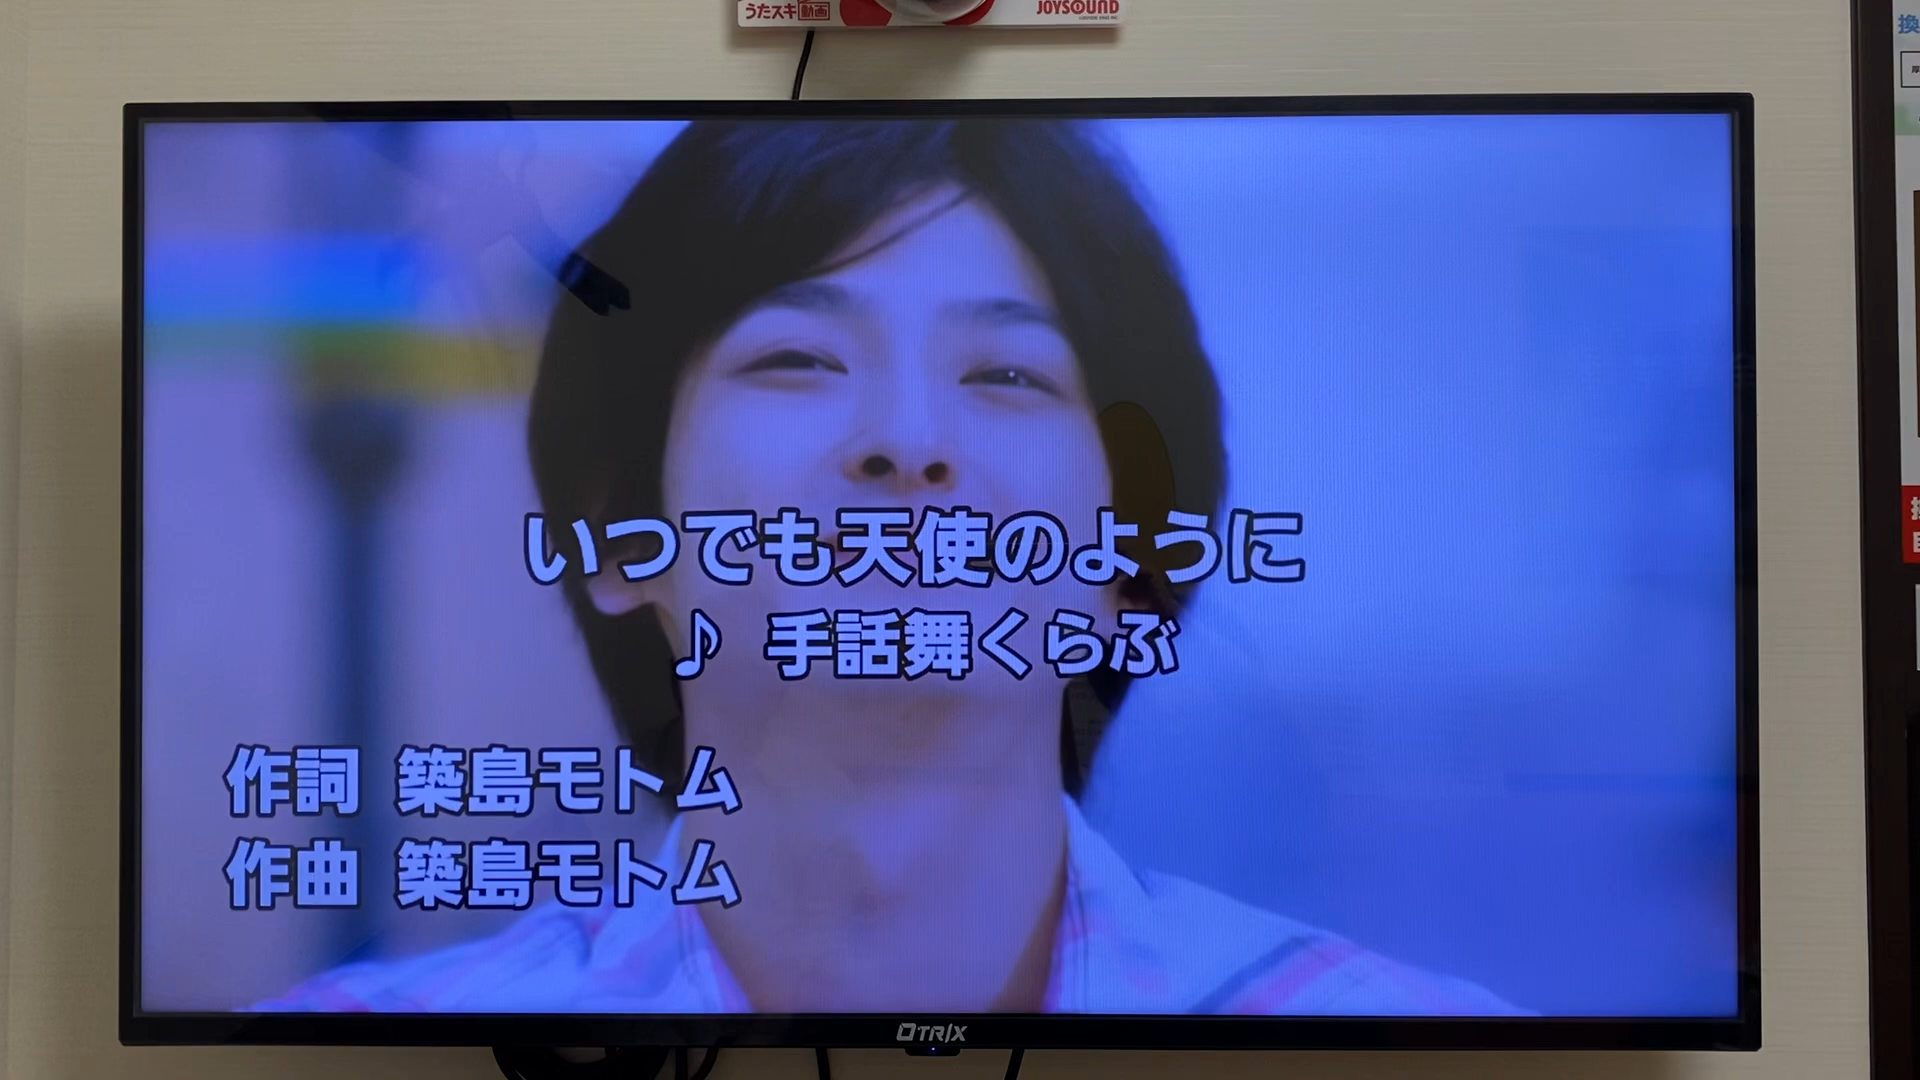 うたスキ動画
JOYSOUND
いつでも天使のように
♪ 手話舞くらぶ
作詞 築島モトム
作曲 築島モトム
OTRIX
換